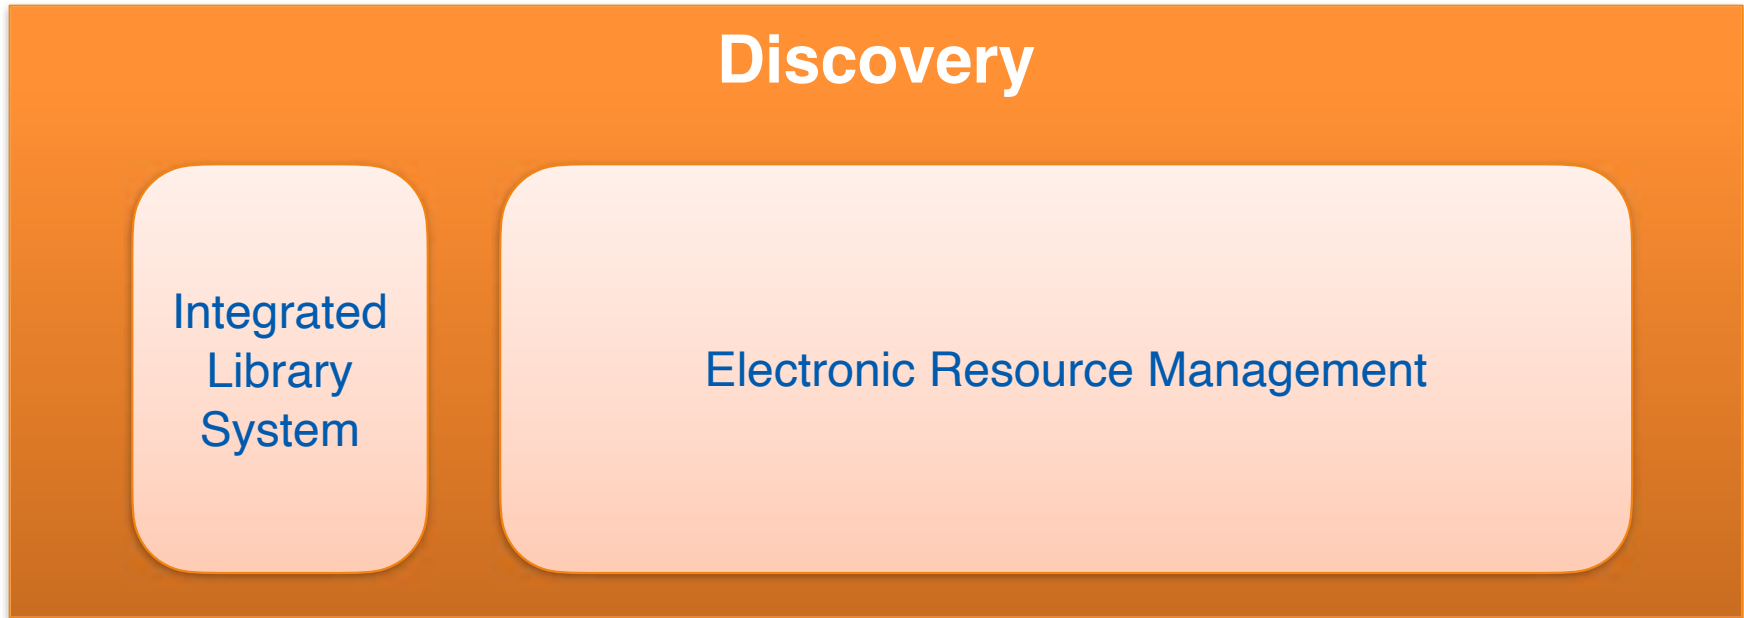 Discovery
Integrated
Library
System
Electronic Resource Management